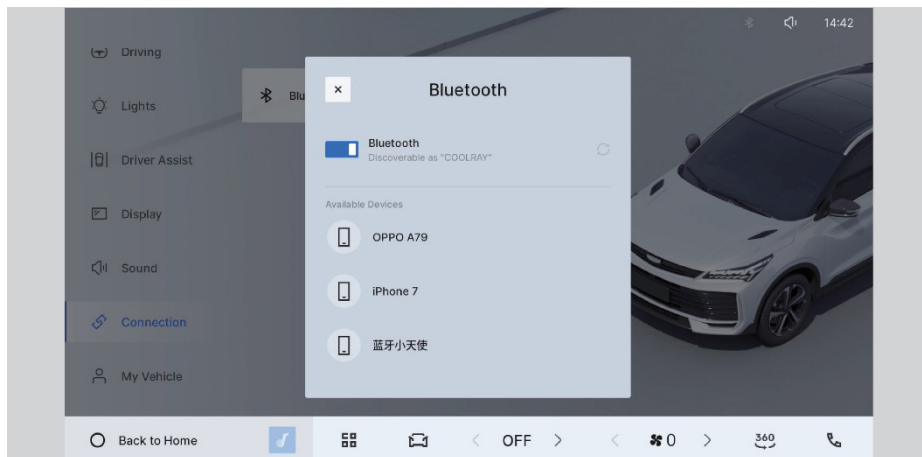 14:42
Driving
Lights
Driver Assist
Display
Sound
Connection
My Vehicle
Blu
×
Bluetooth
Bluetooth
Discoverable as "COOLRAY"
Available Devices
OPPO A79
iPhone 7
蓝牙小天使
Back to Home
< OFF >
< 0 >
360